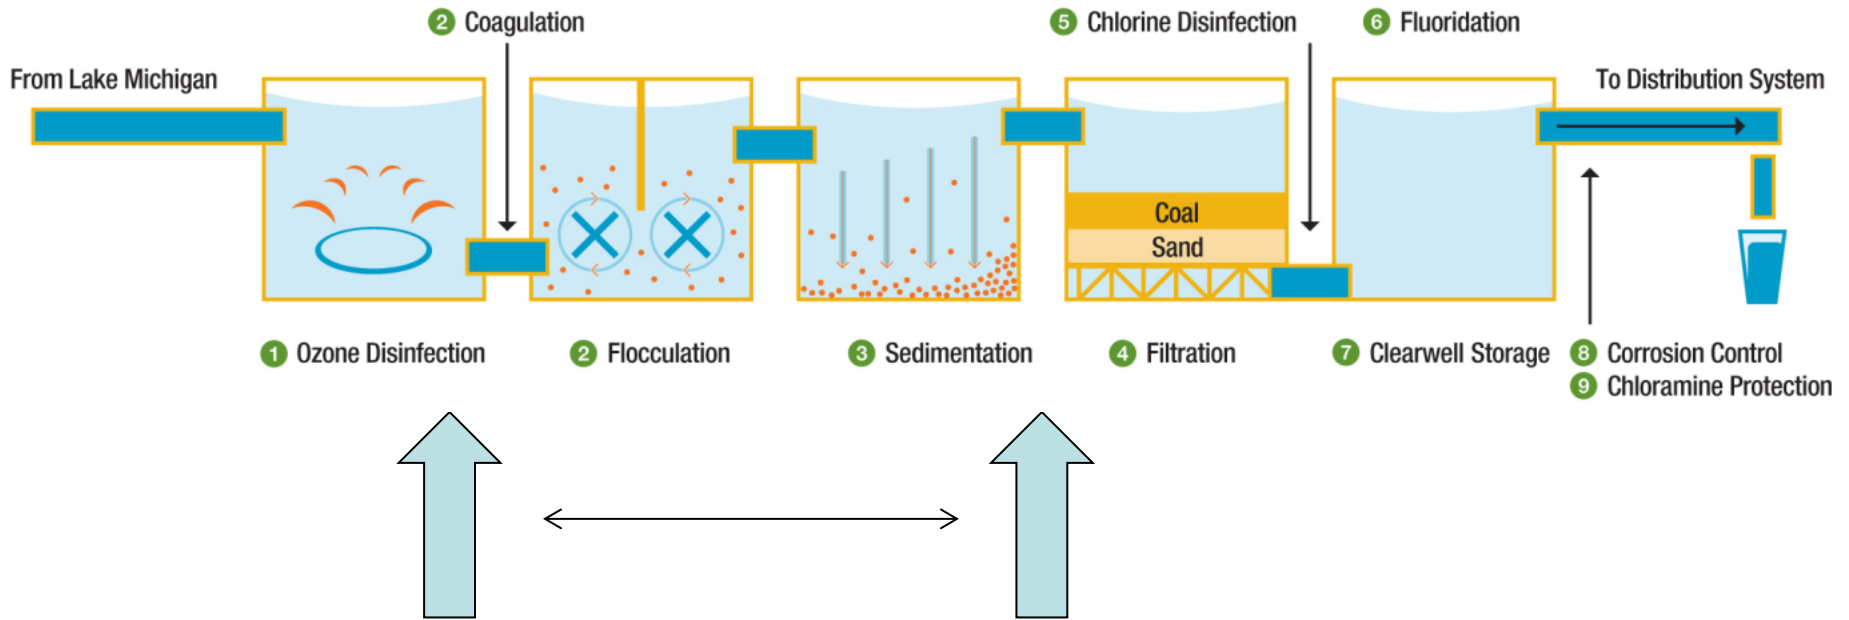 2 Coagulation
5 Chlorine Disinfection
6 Fluoridation
From Lake Michigan
To Distribution System
Coal
Sand
1 Ozone Disinfection
2 Flocculation
3 Sedimentation
4 Filtration
7 Clearwell Storage
8 Corrosion Control
9 Chloramine Protection